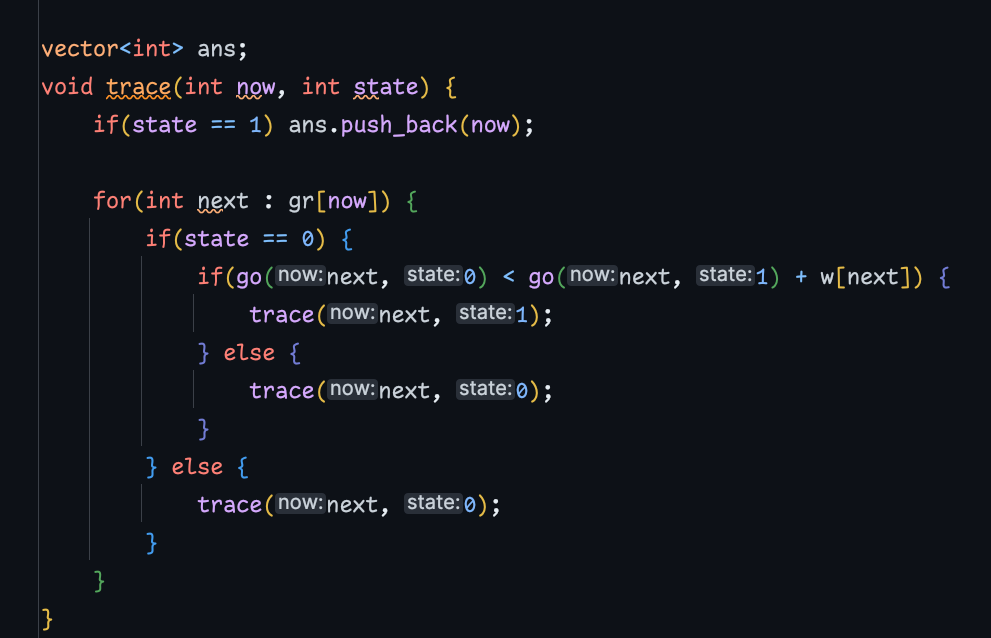 vector<int> ans;
void trace(int now, int state) {
    if(state == 1) ans.push_back(now);

    for(int next : gr[now]) {
        if(state == 0) {
            if(go(now:next, state:0) < go(now:next, state:1) + w[next]) {
                trace(now:next, state:1);
            } else {
                trace(now:next, state:0);
            }
        } else {
            trace(now:next, state:0);
        }
    }
}